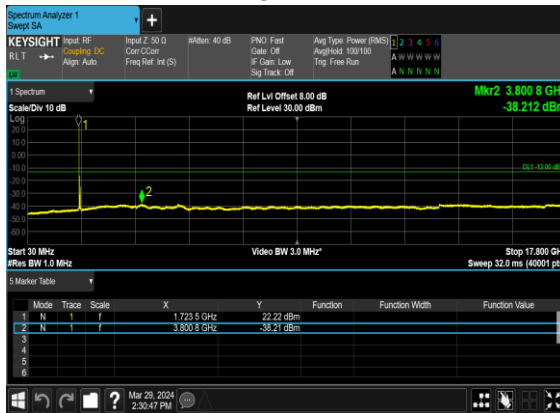 Spectrum Analyzer 1
Swept SA
+
KEYSIGHT Input: RF Input Z: 50 Ω #Atten: 40 dB PNO: Fast Avg Type: Power (RMS) 1 2 3 4 5 6
RLT Coupling: DC Corr CCorr Gate: Off Avg|Hold: 100/100 A W W W W W
Align: Auto Freq Ref: Int (S) IF Gain: Low Trig: Free Run A N N N N N
Sig Track: Off
1 Spectrum Ref Lvl Offset 8.00 dB Mkr2 3.800 8 GH
Scale/Div 10 dB Ref Level 30.00 dBm -38.212 dBr
Log
20.0
10.0
0.00
-10.0
-20.0
-30.0
-40.0
-50.0
-60.0
1
2
DL1 -13.00 dB
Start 30 MHz Video BW 3.0 MHz* Stop 17.800 GH
#Res BW 1.0 MHz Sweep 32.0 ms (40001 pt
5 Marker Table
Mode Trace Scale X Y Function Function Width Function Value
1 N 1 f 1.723 5 GHz 22.22 dBm
2 N 1 f 3.800 8 GHz -38.21 dBm
3
4
5
6
? Mar 29, 2024
2:30:47 PM